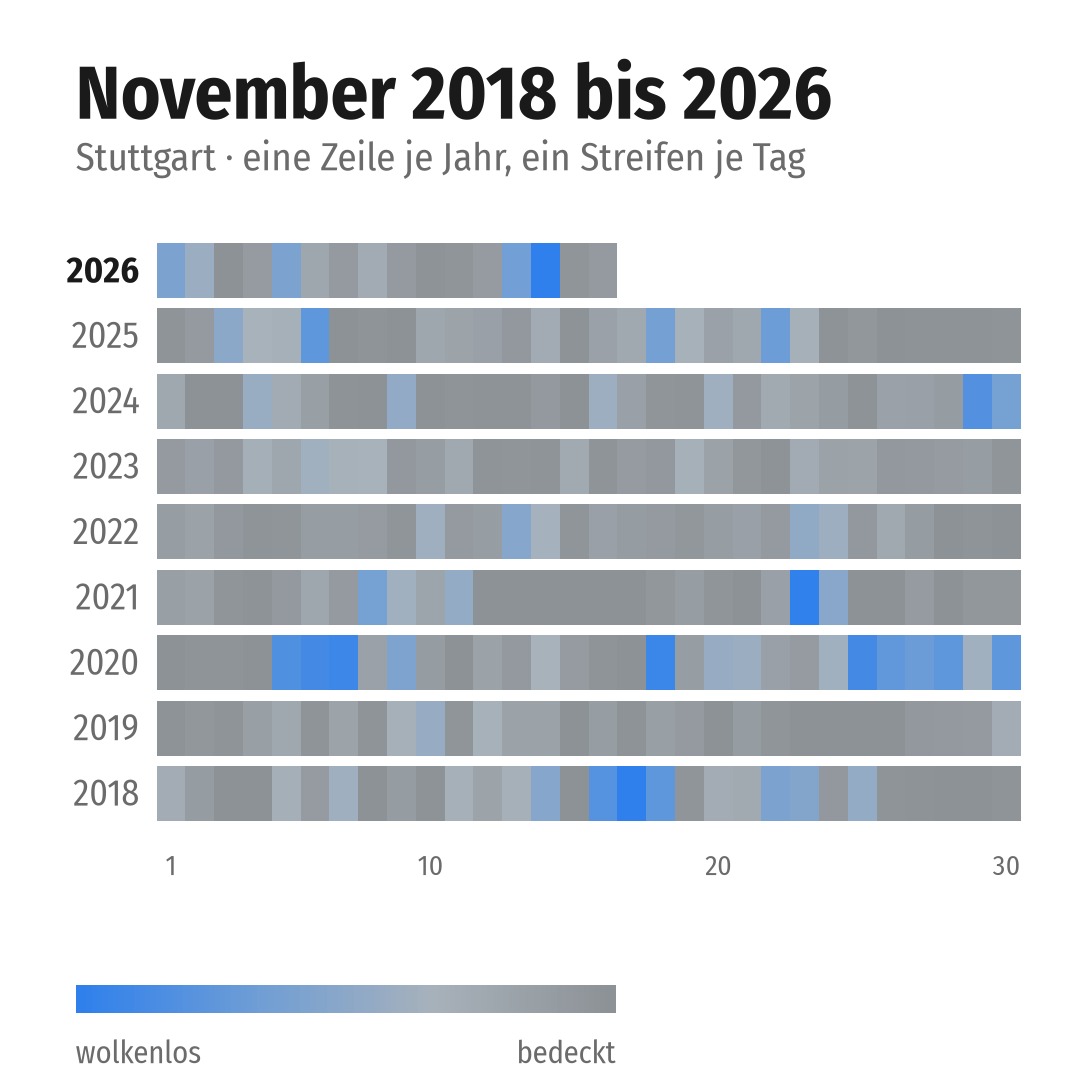 November 2018 bis 2026
Stuttgart · eine Zeile je Jahr, ein Streifen je Tag
2026
2025
2024
2023
2022
2021
2020
2019
2018
1 10 20 30
wolkenlos bedeckt